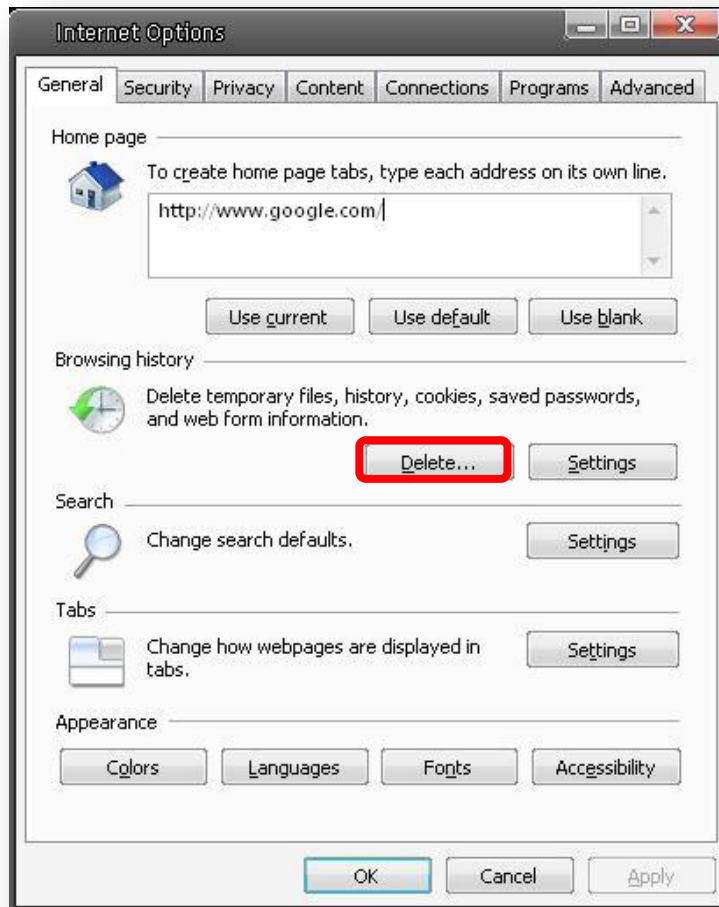 Internet Options
General Security Privacy Content Connections Programs Advanced
Home page
To create home page tabs, type each address on its own line.
http://www.google.com/
Use current Use default Use blank
Browsing history
Delete temporary files, history, cookies, saved passwords,
and web form information.
Delete... Settings
Search
Change search defaults. Settings
Tabs
Change how webpages are displayed in
tabs.
Settings
Appearance
Colors Languages Fonts Accessibility
OK Cancel Apply